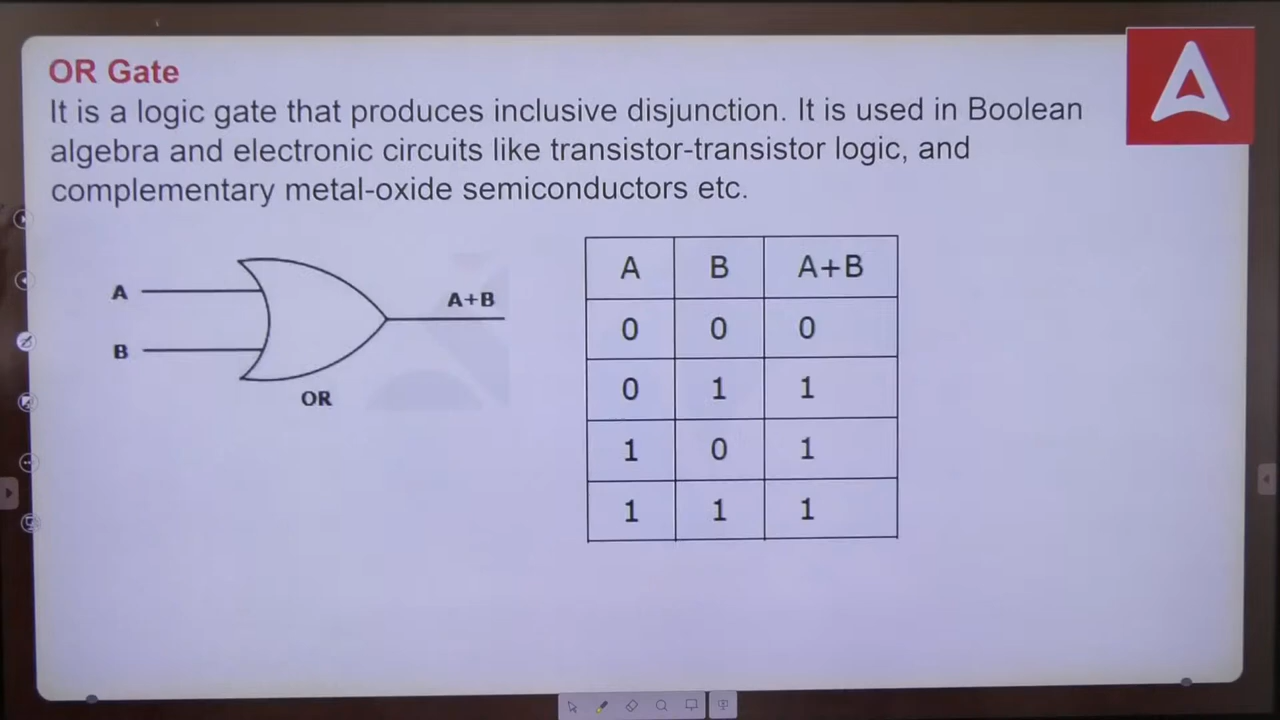 OR Gate
It is a logic gate that produces inclusive disjunction. It is used in Boolean
algebra and electronic circuits like transistor-transistor logic, and
complementary metal-oxide semiconductors etc.
A
B
A+B
OR
A B A+B
0 0 0
0 1 1
1 0 1
1 1 1